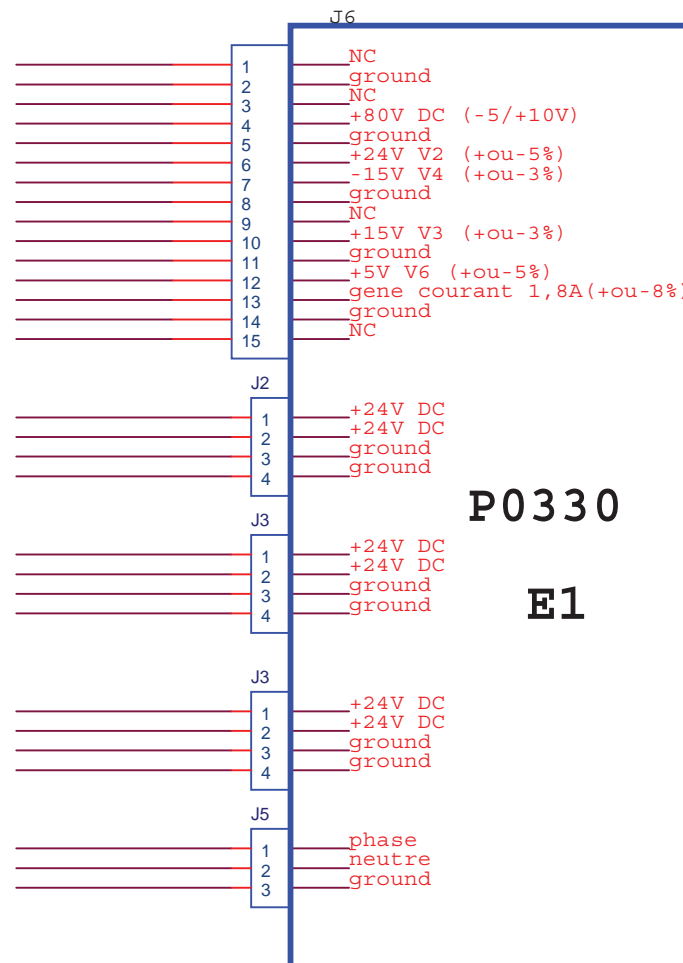 J6
1 NC
2 ground
3 NC
4 +80V DC (-5/+10V)
5 ground
6 +24V V2 (+ou-5%)
7 -15V V4 (+ou-3%)
8 ground
9 NC
10 +15V V3 (+ou-3%)
11 ground
12 +5V V6 (+ou-5%)
13 gene courant 1,8A(+ou-8%)
14 ground
15 NC
J2
1 +24V DC
2 +24V DC
3 ground
4 ground
P0330
J3
1 +24V DC
2 +24V DC
3 ground
4 ground
E1
J3
1 +24V DC
2 +24V DC
3 ground
4 ground
J5
1 phase
2 neutre
3 ground